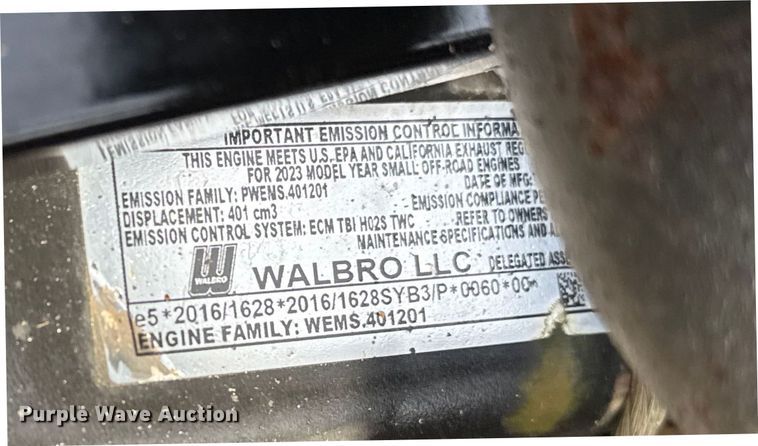 IMPORTANT EMISSION CONTROL INFORMA
THIS ENGINE MEETS U.S. EPA AND CALIFORNIA EXHAUST REG
FOR 2023 MODEL YEAR SMALL OFF-ROAD ENGINES
EMISSION FAMILY: PWEMS.401201 DATE OF MFG:
DISPLACEMENT: 401 cm3 EMISSION COMPLIANCE PE
EMISSION CONTROL SYSTEM: ECM TBI HO2S TWC REFER TO OWNERS
MAINTENANCE SPECIFICATIONS AND A
WALBRO
WALBRO LLC DELEGATED ASS
e5*2016/1628*2016/1628SYB3/P*0060*00
ENGINE FAMILY: WEMS.401201
Purple Wave Auction